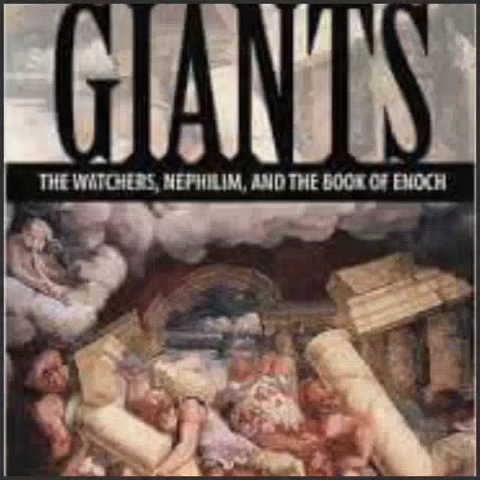 GIANTS
THE WATCHERS, NEPHILIM, AND THE BOOK OF ENOCH